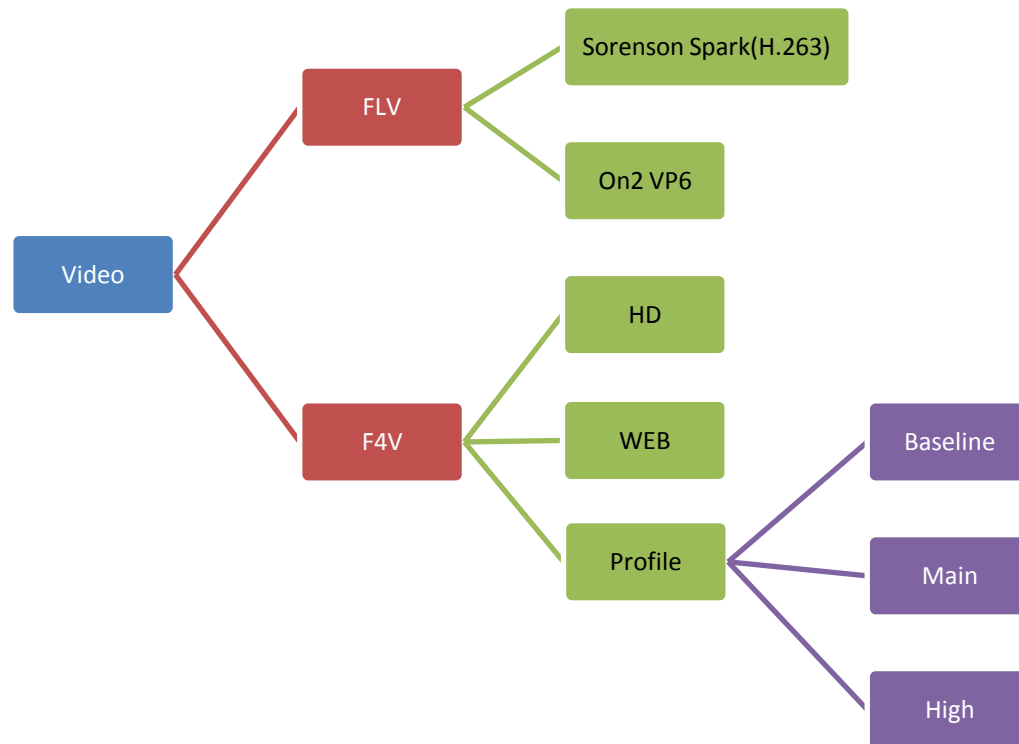 Video
FLV
Sorenson Spark(H.263)
On2 VP6
F4V
HD
WEB
Profile
Baseline
Main
High